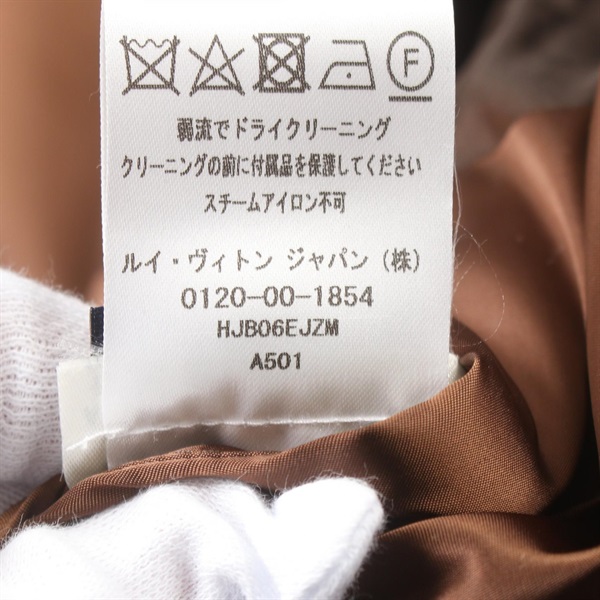 F
弱流でドライクリーニング
クリーニングの前に付属品を保護してください
スチームアイロン不可
ルイ・ヴィトン ジャパン（株）
0120-00-1854
HJB06EJZM
A501